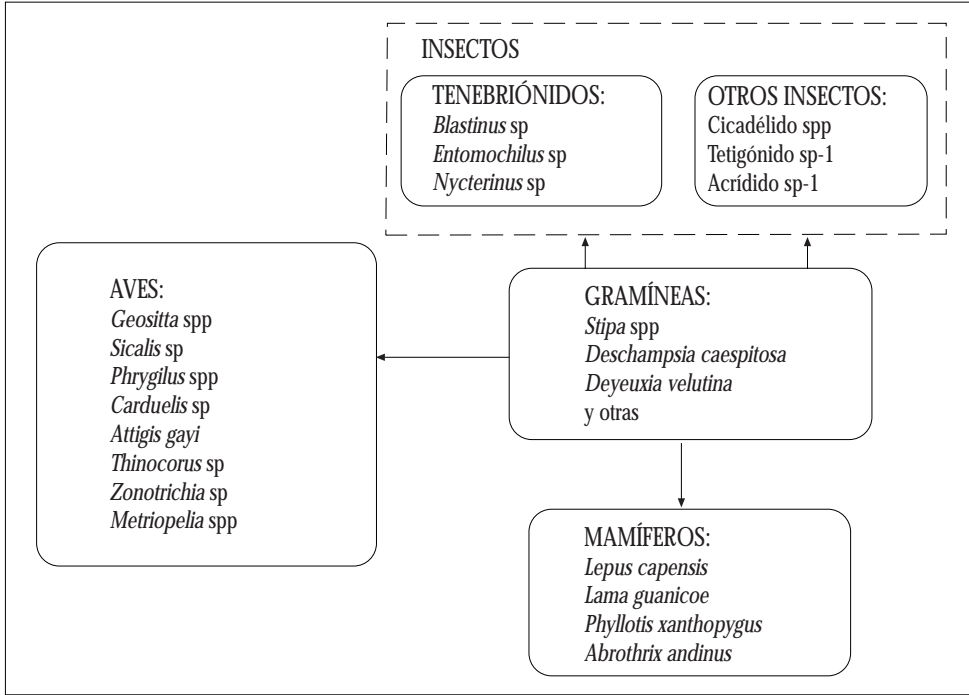 INSECTOS
TENEBRIÓNIDOS:
Blastinus sp
Entomochilus sp
Nycterinus sp
OTROS INSECTOS:
Cicadélido spp
Tetigónido sp-1
Acrídido sp-1
AVES:
Geositta spp
Sicalis sp
Phrygilus spp
Carduelis sp
Attigis gayi
Thinocorus sp
Zonotrichia sp
Metriopelia spp
GRAMÍNEAS:
Stipa spp
Deschampsia caespitosa
Deyeuxia velutina
y otras
MAMÍFEROS:
Lepus capensis
Lama guanicoe
Phyllotis xanthopygus
Abrothrix andinus